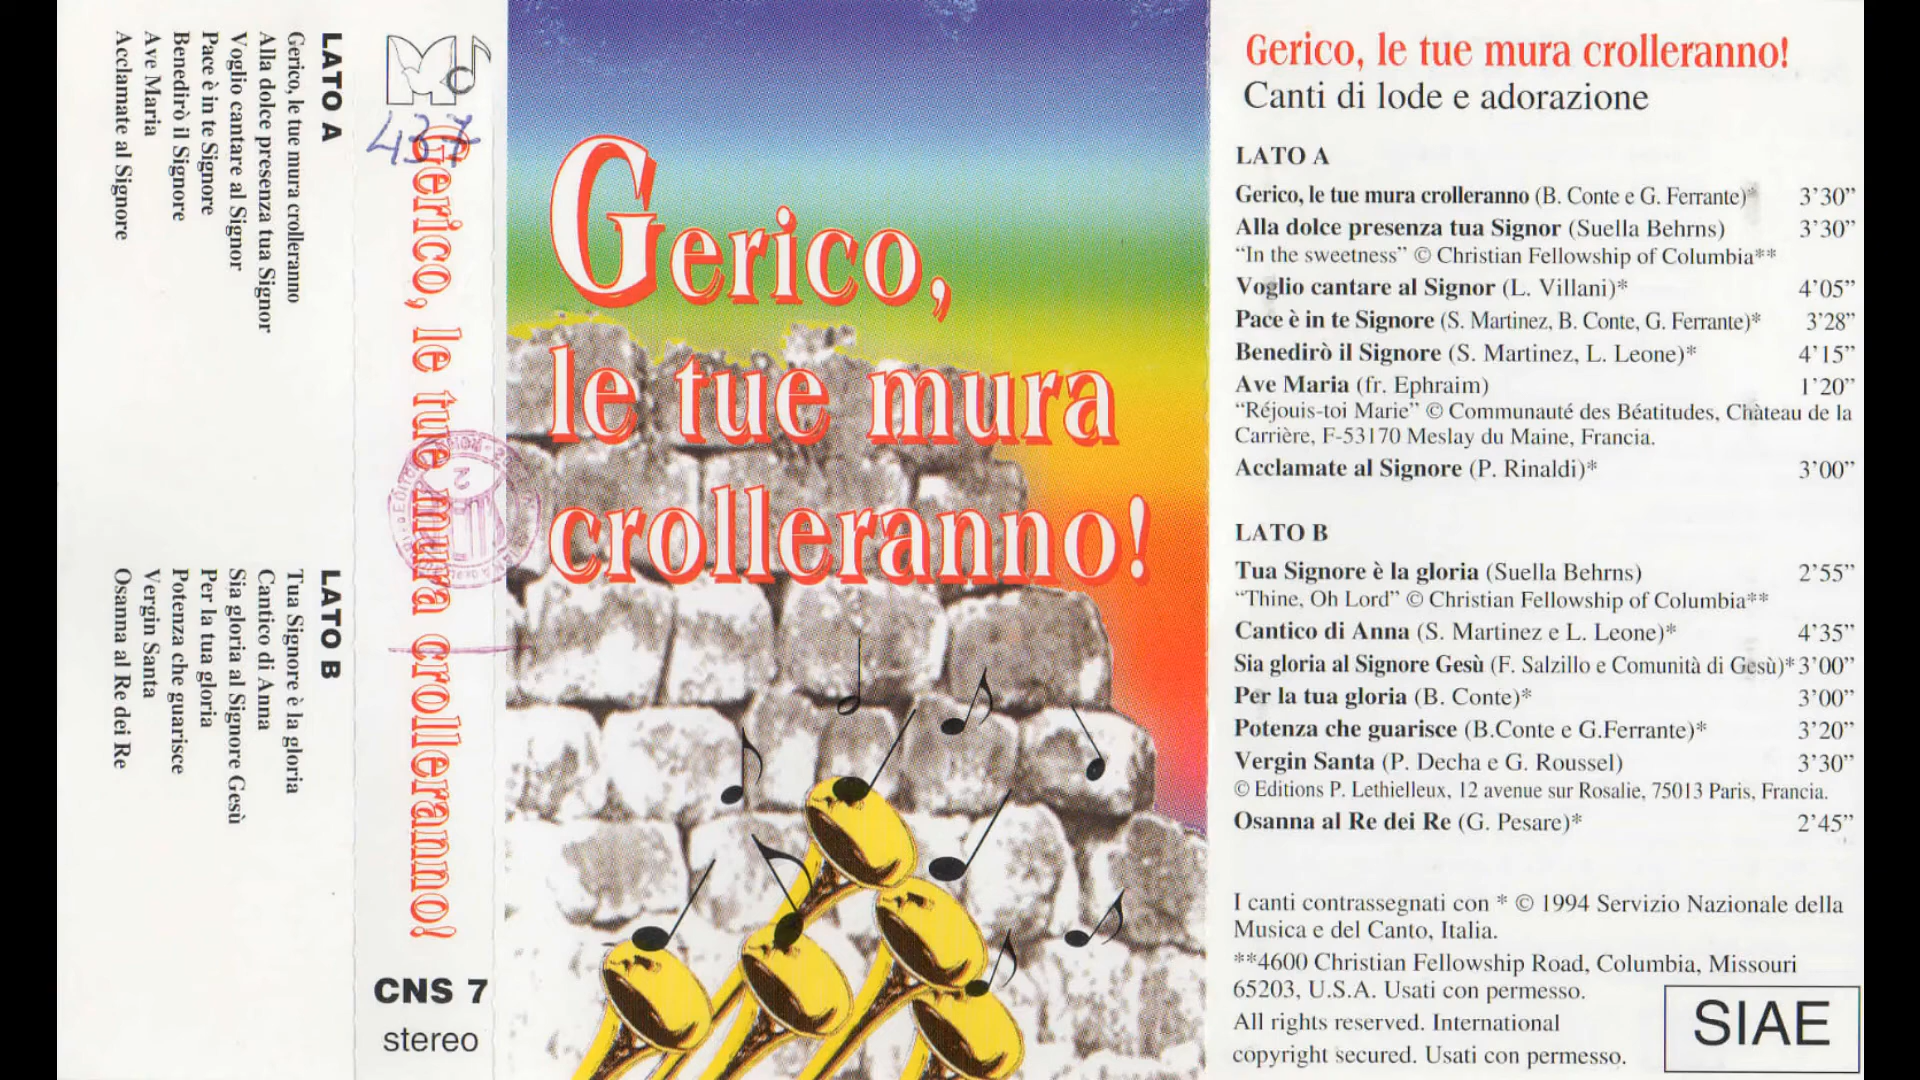 LATO A
Gerico, le tue mura crolleranno
Alla dolce presenza tua Signor
Voglio cantare al Signor
Pace è in te Signore
Benedirò il Signore
Ave Maria
Acclamate al Signore
LATO B
Tua Signore è la gloria
Cantico di Anna
Sia gloria al Signore Gesù
Per la tua gloria
Potenza che guarisce
Vergin Santa
Osanna al Re dei Re
437
Gerico, le tue mura crolleranno!
CNS 7
stereo
Gerico,
le tue mura
crolleranno!
Gerico, le tue mura crolleranno!
Canti di lode e adorazione
LATO A
Gerico, le tue mura crolleranno (B. Conte e G. Ferrante)* 3'30"
Alla dolce presenza tua Signor (Suella Behrns) 3'30"
“In the sweetness” © Christian Fellowship of Columbia**
Voglio cantare al Signor (L. Villani)* 4'05"
Pace è in te Signore (S. Martinez, B. Conte, G. Ferrante)* 3'28"
Benedirò il Signore (S. Martinez, L. Leone)* 4'15"
Ave Maria (fr. Ephraim) 1'20"
“Réjouis-toi Marie” © Communauté des Béatitudes, Château de la
Carrière, F-53170 Meslay du Maine, Francia.
Acclamate al Signore (P. Rinaldi)* 3'00"
LATO B
Tua Signore è la gloria (Suella Behrns) 2'55"
“Thine, Oh Lord” © Christian Fellowship of Columbia**
Cantico di Anna (S. Martinez e L. Leone)* 4'35"
Sia gloria al Signore Gesù (F. Salzillo e Comunità di Gesù)* 3'00"
Per la tua gloria (B. Conte)* 3'00"
Potenza che guarisce (B.Conte e G.Ferrante)* 3'20"
Vergin Santa (P. Decha e G. Roussel) 3'30"
© Editions P. Lethielleux, 12 avenue sur Rosalie, 75013 Paris, Francia.
Osanna al Re dei Re (G. Pesare)* 2'45"
I canti contrassegnati con * © 1994 Servizio Nazionale della
Musica e del Canto, Italia.
**4600 Christian Fellowship Road, Columbia, Missouri
65203, U.S.A. Usati con permesso.
All rights reserved. International
copyright secured. Usati con permesso.
SIAE